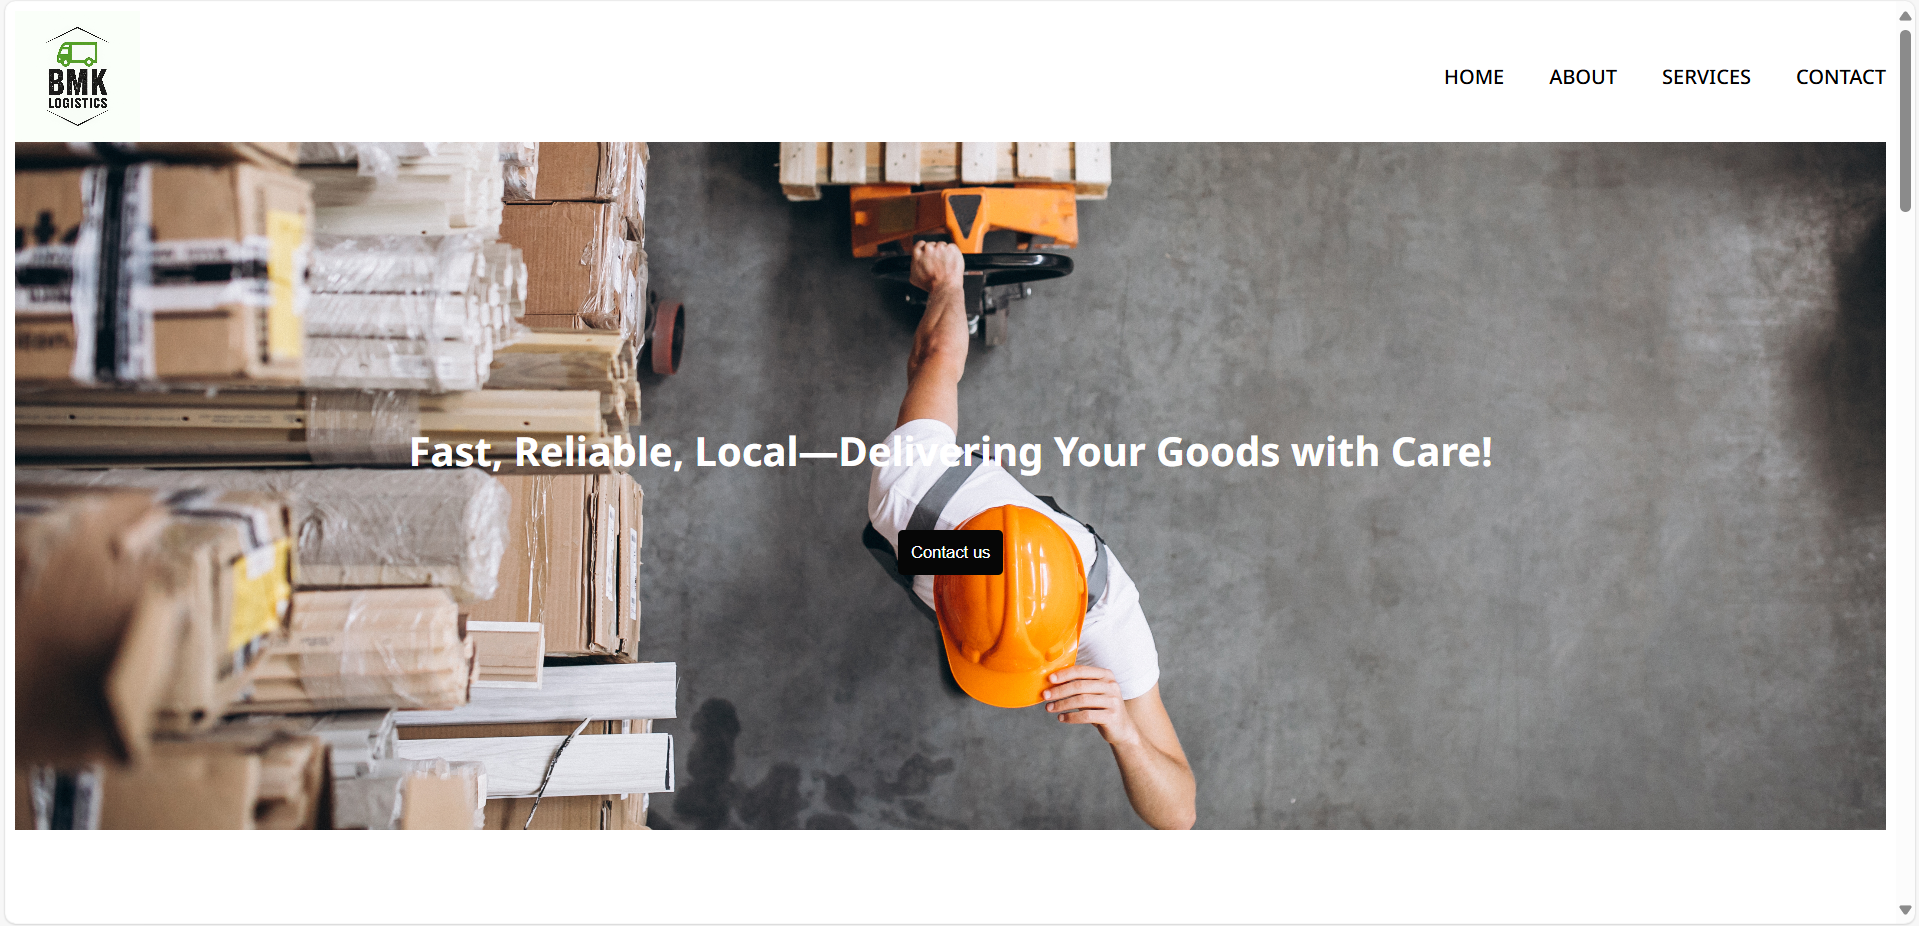 BMK
LOGISTICS
HOME ABOUT SERVICES CONTACT
Fast, Reliable, Local—Delivering Your Goods with Care!
Contact us